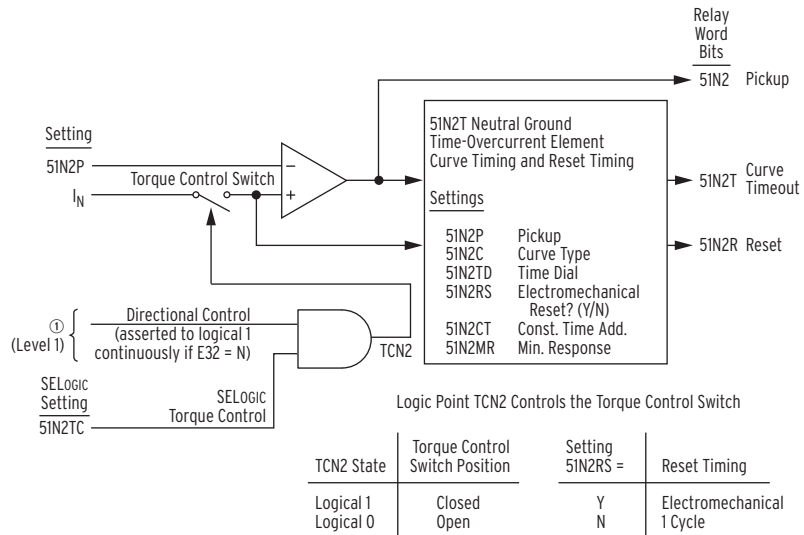 Relay
Word
Bits
51N2 Pickup
51N2T Neutral Ground
Time-Overcurrent Element
Curve Timing and Reset Timing
Setting
51N2P
Torque Control Switch
–
+
IN
51N2T Curve
Timeout
Settings
51N2R Reset
51N2P Pickup
51N2C Curve Type
51N2TD Time Dial
51N2RS Electromechanical
Reset? (Y/N)
51N2CT Const. Time Add.
51N2MR Min. Response
①
(Level 1)
Directional Control
(asserted to logical 1
continuously if E32 = N)
TCN2
SELOGIC
Setting
51N2TC
SELOGIC
Torque Control
Logic Point TCN2 Controls the Torque Control Switch
TCN2 State
Torque Control
Switch Position
Setting
51N2RS =
Reset Timing
Logical 1 Closed Y Electromechanical
Logical 0 Open N 1 Cycle